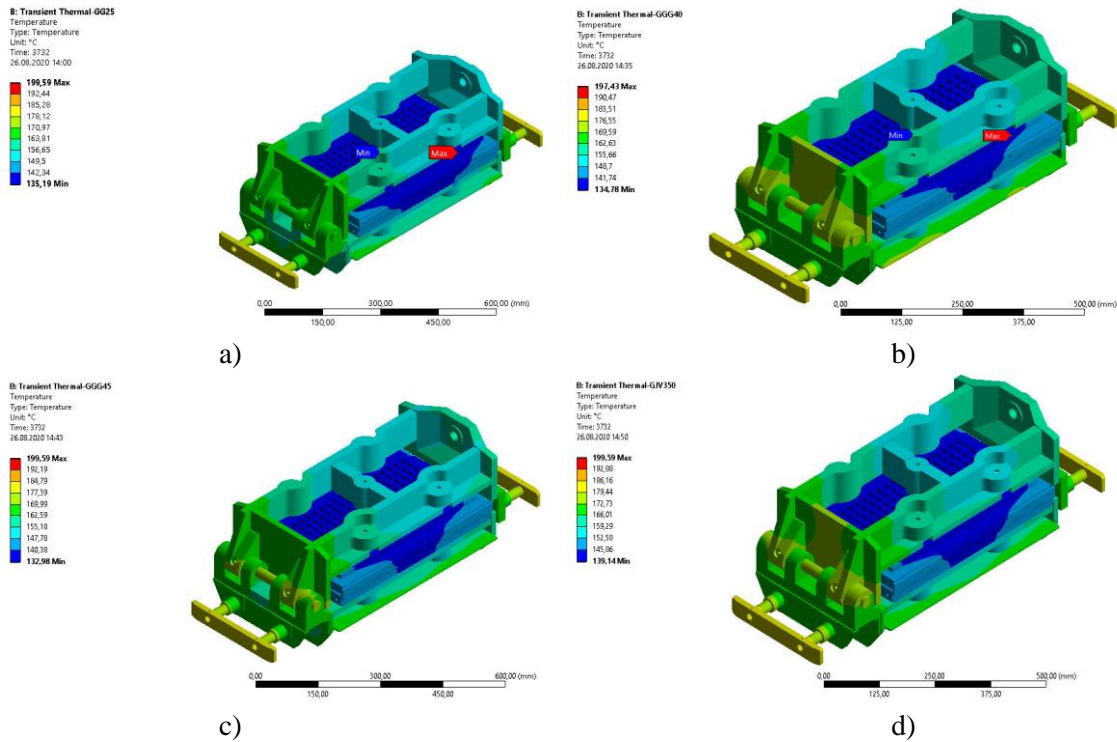 B: Transient Thermal-GG25
Temperature
Type: Temperature
Unit: °C
Time: 3732
26.08.2020 14:00
199,59 Max
192,44
185,28
178,12
170,97
163,81
156,65
149,5
142,34
135,19 Min
Min
Max
0,00 300,00 600,00 (mm)
150,00 450,00
a)
B: Transient Thermal-GGG40
Temperature
Type: Temperature
Unit: °C
Time: 3732
26.08.2020 14:35
197,43 Max
190,47
183,51
176,55
169,59
162,63
155,66
148,7
141,74
134,78 Min
Min
Max
0,00 250,00 500,00 (mm)
125,00 375,00
b)
B: Transient Thermal-GGG45
Temperature
Type: Temperature
Unit: °C
Time: 3732
26.08.2020 14:43
199,59 Max
192,19
184,79
177,39
169,99
162,59
155,18
147,78
140,38
132,98 Min
0,00 300,00 600,00 (mm)
150,00 450,00
c)
B: Transient Thermal-GJV350
Temperature
Type: Temperature
Unit: °C
Time: 3732
26.08.2020 14:50
199,59 Max
192,88
186,16
179,44
172,73
166,01
159,29
152,58
145,86
139,14 Min
0,00 250,00 500,00 (mm)
125,00 375,00
d)